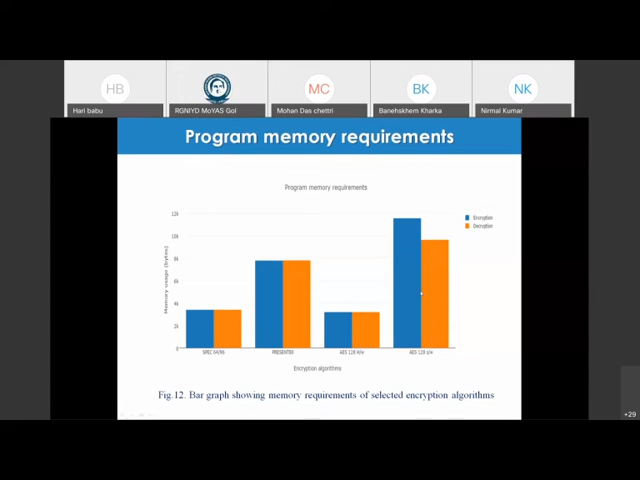 HB
MC
BK
NK
Hari babu
RGNIYD MoYAS GoI
Mohan Das chettri
Banehskhem Kharka
Nirmal Kumar
Program memory requirements
Program memory requirements
12k
10k
8k
6k
4k
2k
0
Memory usage (bytes)
Encryption
Decryption
SPEC 64/96
PRESENTED
AES 128 H/w
AES 128 s/w
Encryption algorithms
Fig.12. Bar graph showing memory requirements of selected encryption algorithms
+29